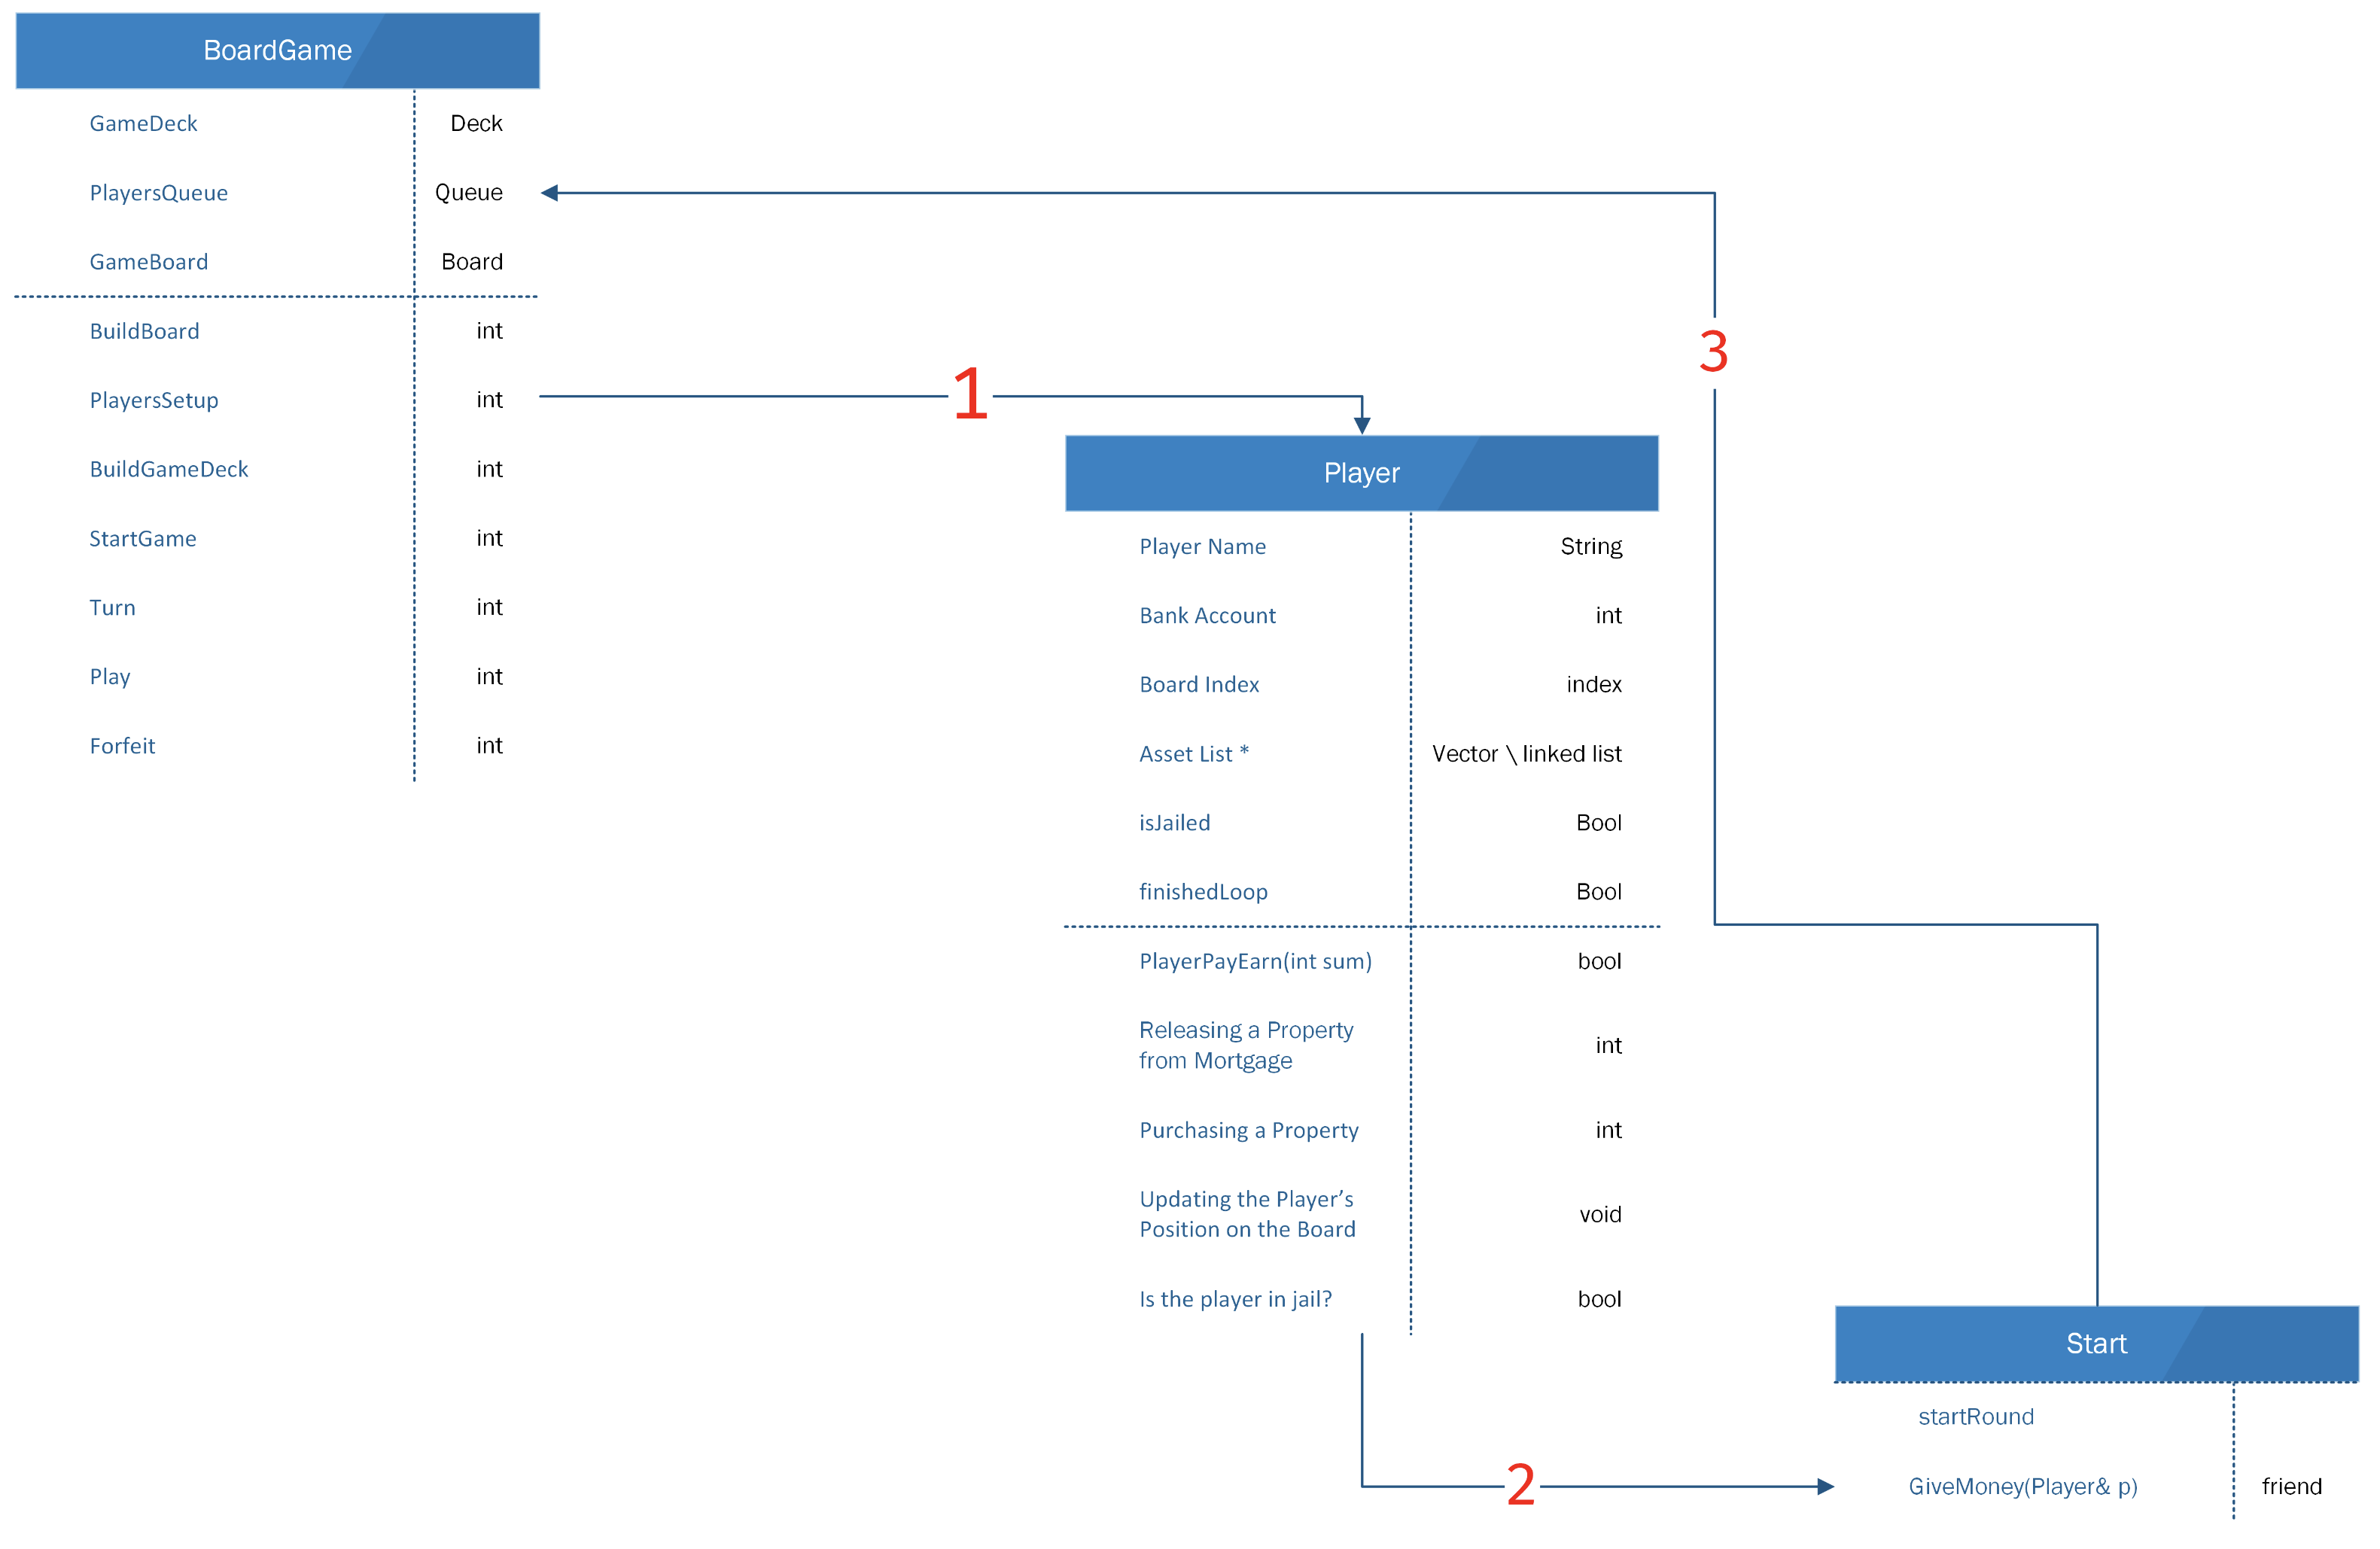 BoardGame
GameDeck Deck
PlayersQueue Queue
GameBoard Board
BuildBoard int
PlayersSetup int
BuildGameDeck int
StartGame int
Turn int
Play int
Forfeit int
1
3
Player
Player Name String
Bank Account int
Board Index index
Asset List * Vector \ linked list
isJailed Bool
finishedLoop Bool
PlayerPayEarn(int sum) bool
Releasing a Property
from Mortgage int
Purchasing a Property int
Updating the Player’s
Position on the Board void
Is the player in jail? bool
2
Start
startRound
GiveMoney(Player& p) friend